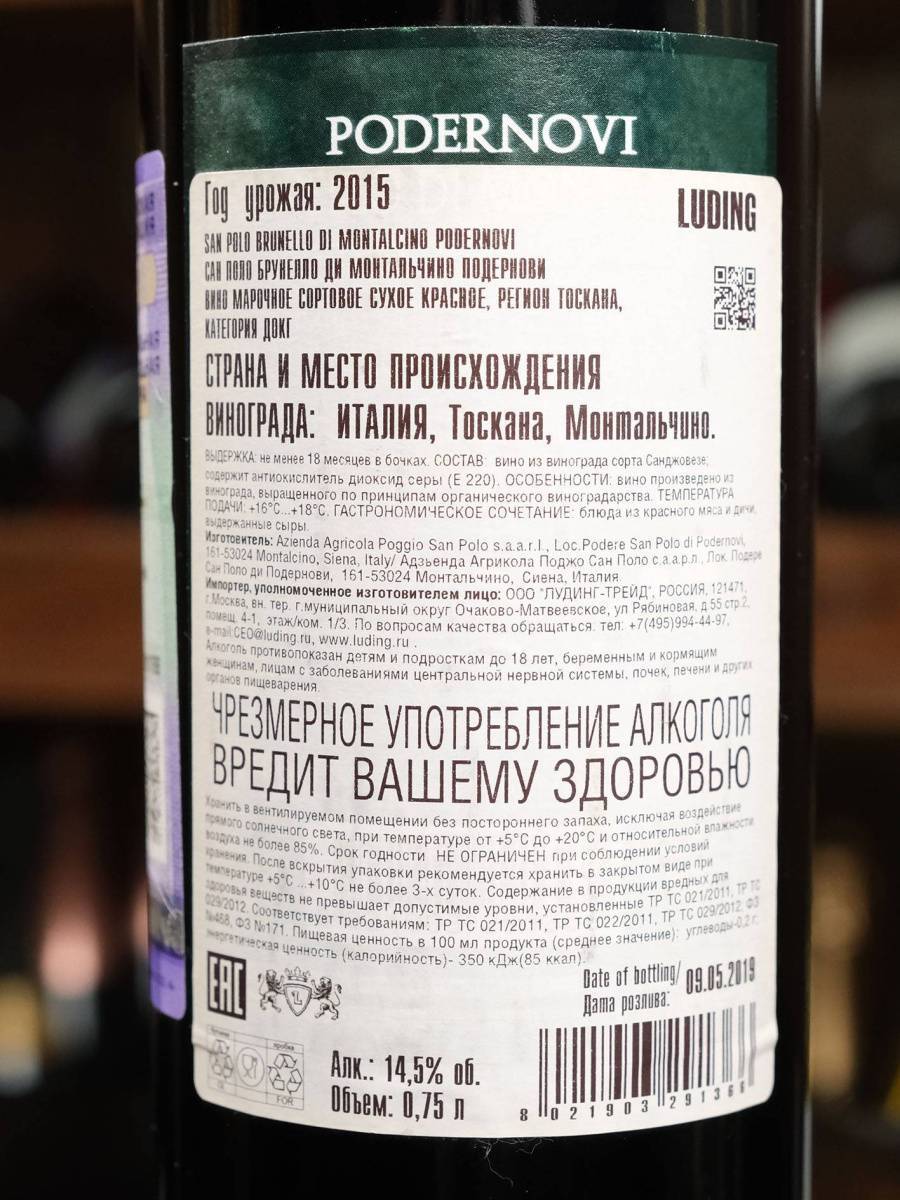 PODERNOVI
Год урожая: 2015
LUDING
SAN POLO BRUNELLO DI MONTALCINO PODERNOVI
САН ПОЛО БРУНЕЛЛО ДИ МОНТАЛЬЧИНО ПОДЕРНОВИ
ВИНО МАРОЧНОЕ СОРТОВОЕ СУХОЕ КРАСНОЕ, РЕГИОН ТОСКАНА,
КАТЕГОРИЯ ДОКГ
СТРАНА И МЕСТО ПРОИСХОЖДЕНИЯ
ВИНОГРАДА: ИТАЛИЯ, Тоскана, Монтальчино.
ВЫДЕРЖКА: не менее 18 месяцев в бочках. СОСТАВ: вино из винограда сорта Санджовезе;
содержит антиокислитель диоксид серы (Е 220). ОСОБЕННОСТИ: вино произведено из
винограда, выращенного по принципам органического виноградарства. ТЕМПЕРАТУРА
ПОДАЧИ: +16°С...+18°С. ГАСТРОНОМИЧЕСКОЕ СОЧЕТАНИЕ: блюда из красного мяса и дичи,
выдержанные сыры.
Изготовитель: Azienda Agricola Poggio San Polo s.a.a.r.l., Loc.Podere San Polo di Podernovi,
161-53024 Montalcino, Siena, Italy/ Адзьенда Агрикола Поджо Сан Поло с.а.а.р.л., Лок. Подере
Сан Поло ди Подернови, 161-53024 Монтальчино, Сиена, Италия.
Импортер, уполномоченное изготовителем лицо: ООО "ЛУДИНГ-ТРЕЙД", РОССИЯ, 121471,
г.Москва, вн. тер. г.муниципальный округ Очаково-Матвеевское, ул Рябиновая, д.55 стр.2,
помещ. 4-1, этаж/ком. 1/3. По вопросам качества обращаться: тел: +7(495)994-44-97,
e-mail:CEO@luding.ru, www.luding.ru .
Алкоголь противопоказан детям и подросткам до 18 лет, беременным и кормящим
женщинам, лицам с заболеваниями центральной нервной системы, почек, печени и других
органов пищеварения.
ЧРЕЗМЕРНОЕ УПОТРЕБЛЕНИЕ АЛКОГОЛЯ
ВРЕДИТ ВАШЕМУ ЗДОРОВЬЮ
Хранить в вентилируемом помещении без постороннего запаха, исключая воздействие
прямого солнечного света, при температуре от +5°С до +20°С и относительной влажности
воздуха не более 85%. Срок годности НЕ ОГРАНИЧЕН при соблюдении условий
хранения. После вскрытия упаковки рекомендуется хранить в закрытом виде при
температуре +5°С ...+10°С не более 3-х суток. Содержание в продукции вредных для
здоровья веществ не превышает допустимые уровни, установленные ТР ТС 021/2011, ТР ТС
029/2012. Соответствует требованиям: ТР ТС 021/2011, ТР ТС 022/2011, ТР ТС 029/2012, ФЗ
№468, ФЗ №171. Пищевая ценность в 100 мл продукта (среднее значение): углеводы-0,2 г;
энергетическая ценность (калорийность)- 350 кДж(85 ккал).
EAC
L
Date of bottling/
Дата розлива: 09.05.2019
коробка
FOR
Алк.: 14,5% об.
Объем: 0,75 л
8 021903 291366